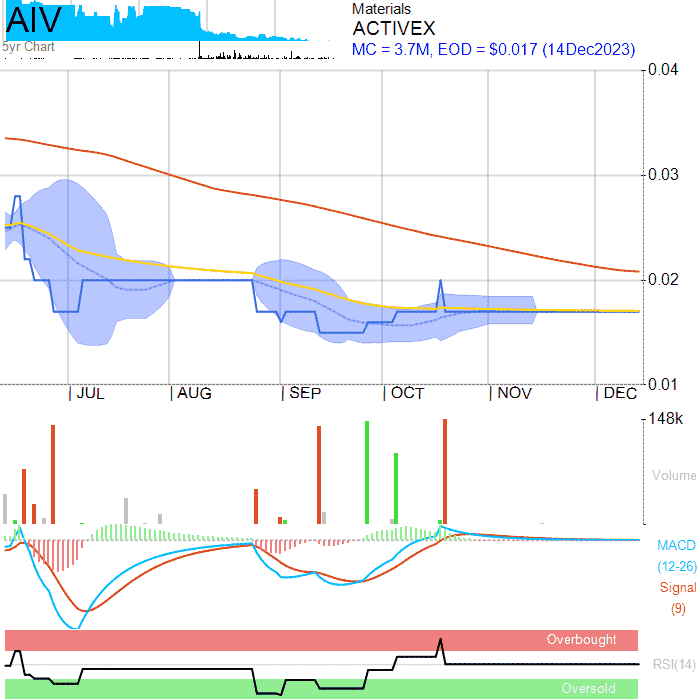 AIV
5yr Chart
Materials
ACTIVEX
MC = 3.7M, EOD = $0.017 (14Dec2023)
0.04
0.03
0.02
0.01
JUL
AUG
SEP
OCT
NOV
DEC
148k
Volume
MACD
(12-26)
Signal
(9)
Overbought
RSI(14)
Oversold